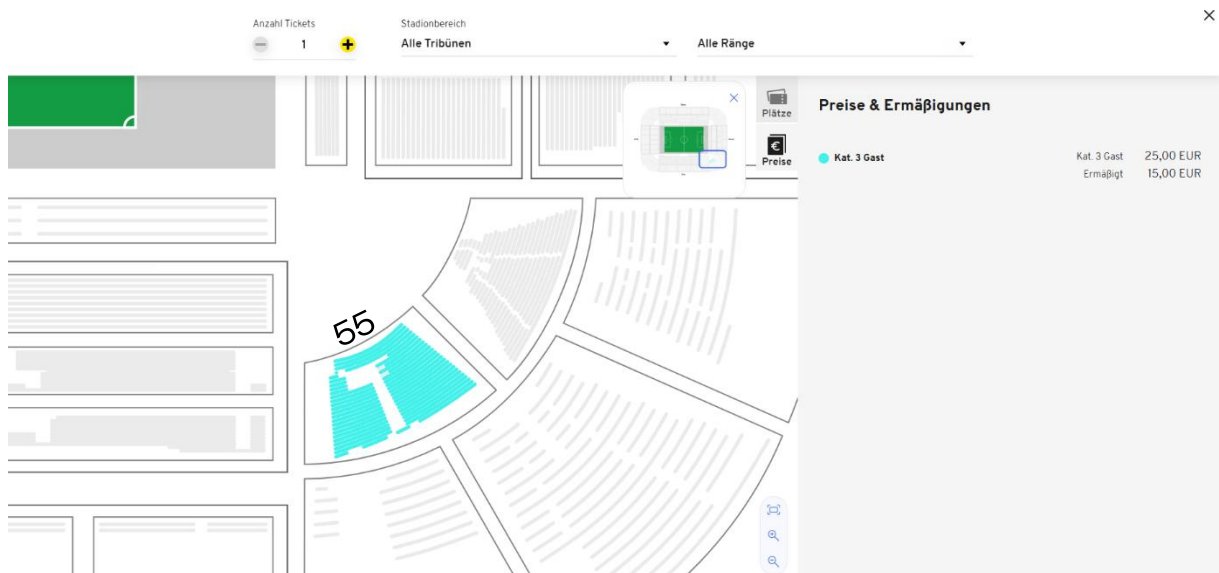 Anzahl Tickets
1
Stadionbereich
Alle Tribünen
Alle Ränge
Plätze
Preise
Preise & Ermäßigungen
Kat. 3 Gast
Kat. 3 Gast 25,00 EUR
Ermäßigt 15,00 EUR
55